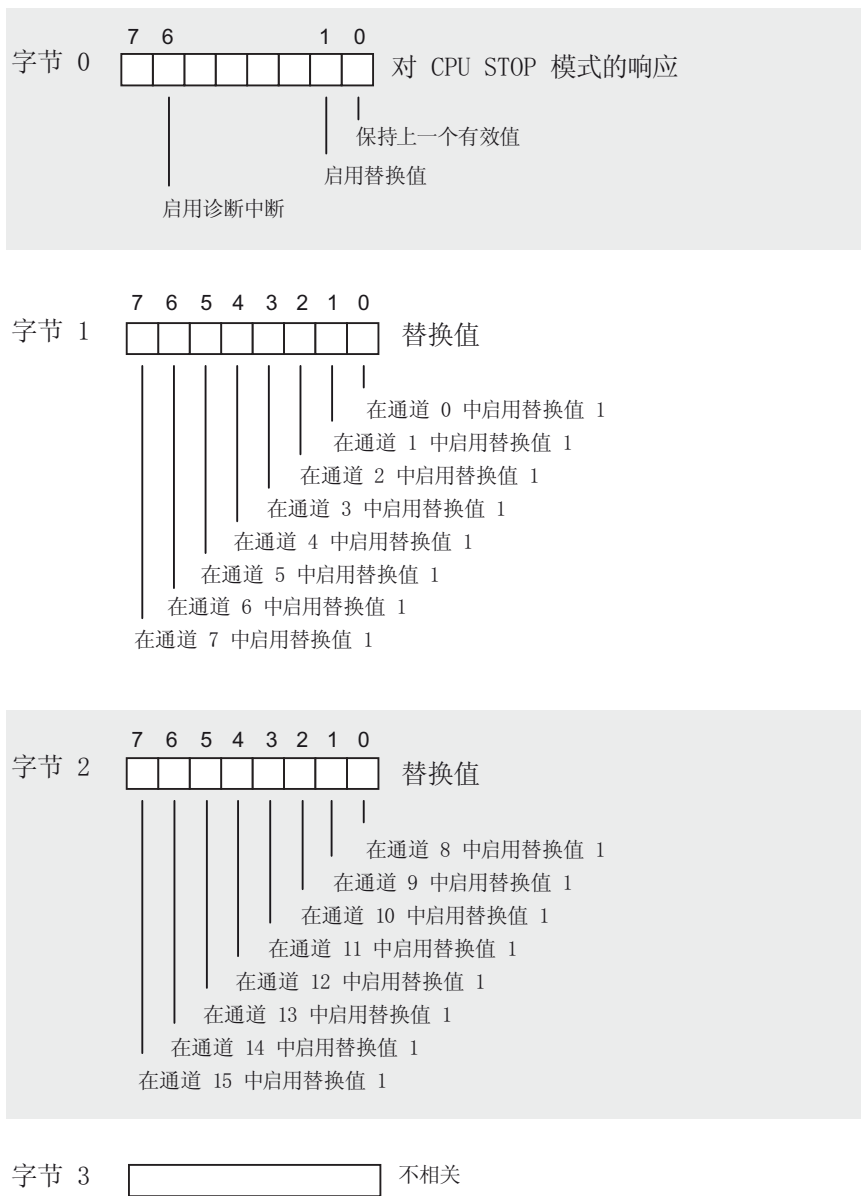 7 6 1 0
字节 0 对 CPU STOP 模式的响应
保持上一个有效值
启用替换值
启用诊断中断
7 6 5 4 3 2 1 0
字节 1 替换值
在通道 0 中启用替换值 1
在通道 1 中启用替换值 1
在通道 2 中启用替换值 1
在通道 3 中启用替换值 1
在通道 4 中启用替换值 1
在通道 5 中启用替换值 1
在通道 6 中启用替换值 1
在通道 7 中启用替换值 1
7 6 5 4 3 2 1 0
字节 2 替换值
在通道 8 中启用替换值 1
在通道 9 中启用替换值 1
在通道 10 中启用替换值 1
在通道 11 中启用替换值 1
在通道 12 中启用替换值 1
在通道 13 中启用替换值 1
在通道 14 中启用替换值 1
在通道 15 中启用替换值 1
字节 3 不相关